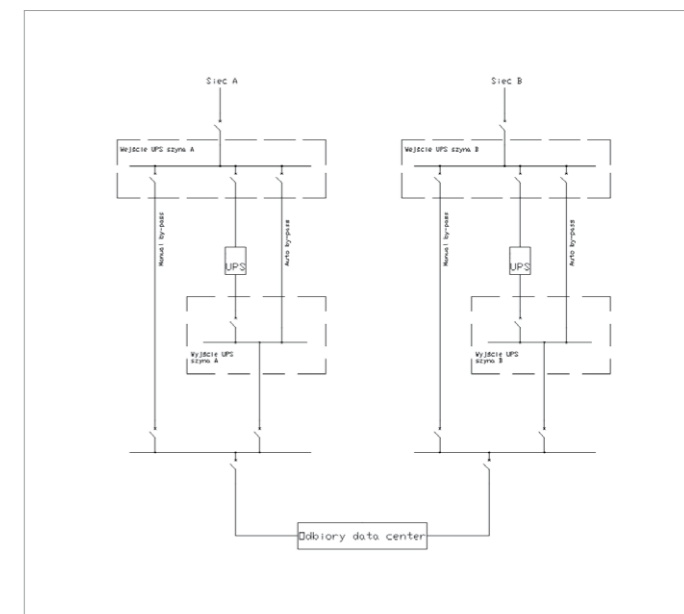 Siec A
Siec B
Wejście UPS szyna A
Wejście UPS szyna B
Manual by-pass
Auto by-pass
Manual by-pass
Auto by-pass
UPS
UPS
Wyjście UPS
szyna A
Wyjście UPS
szyna B
Odbiory data center